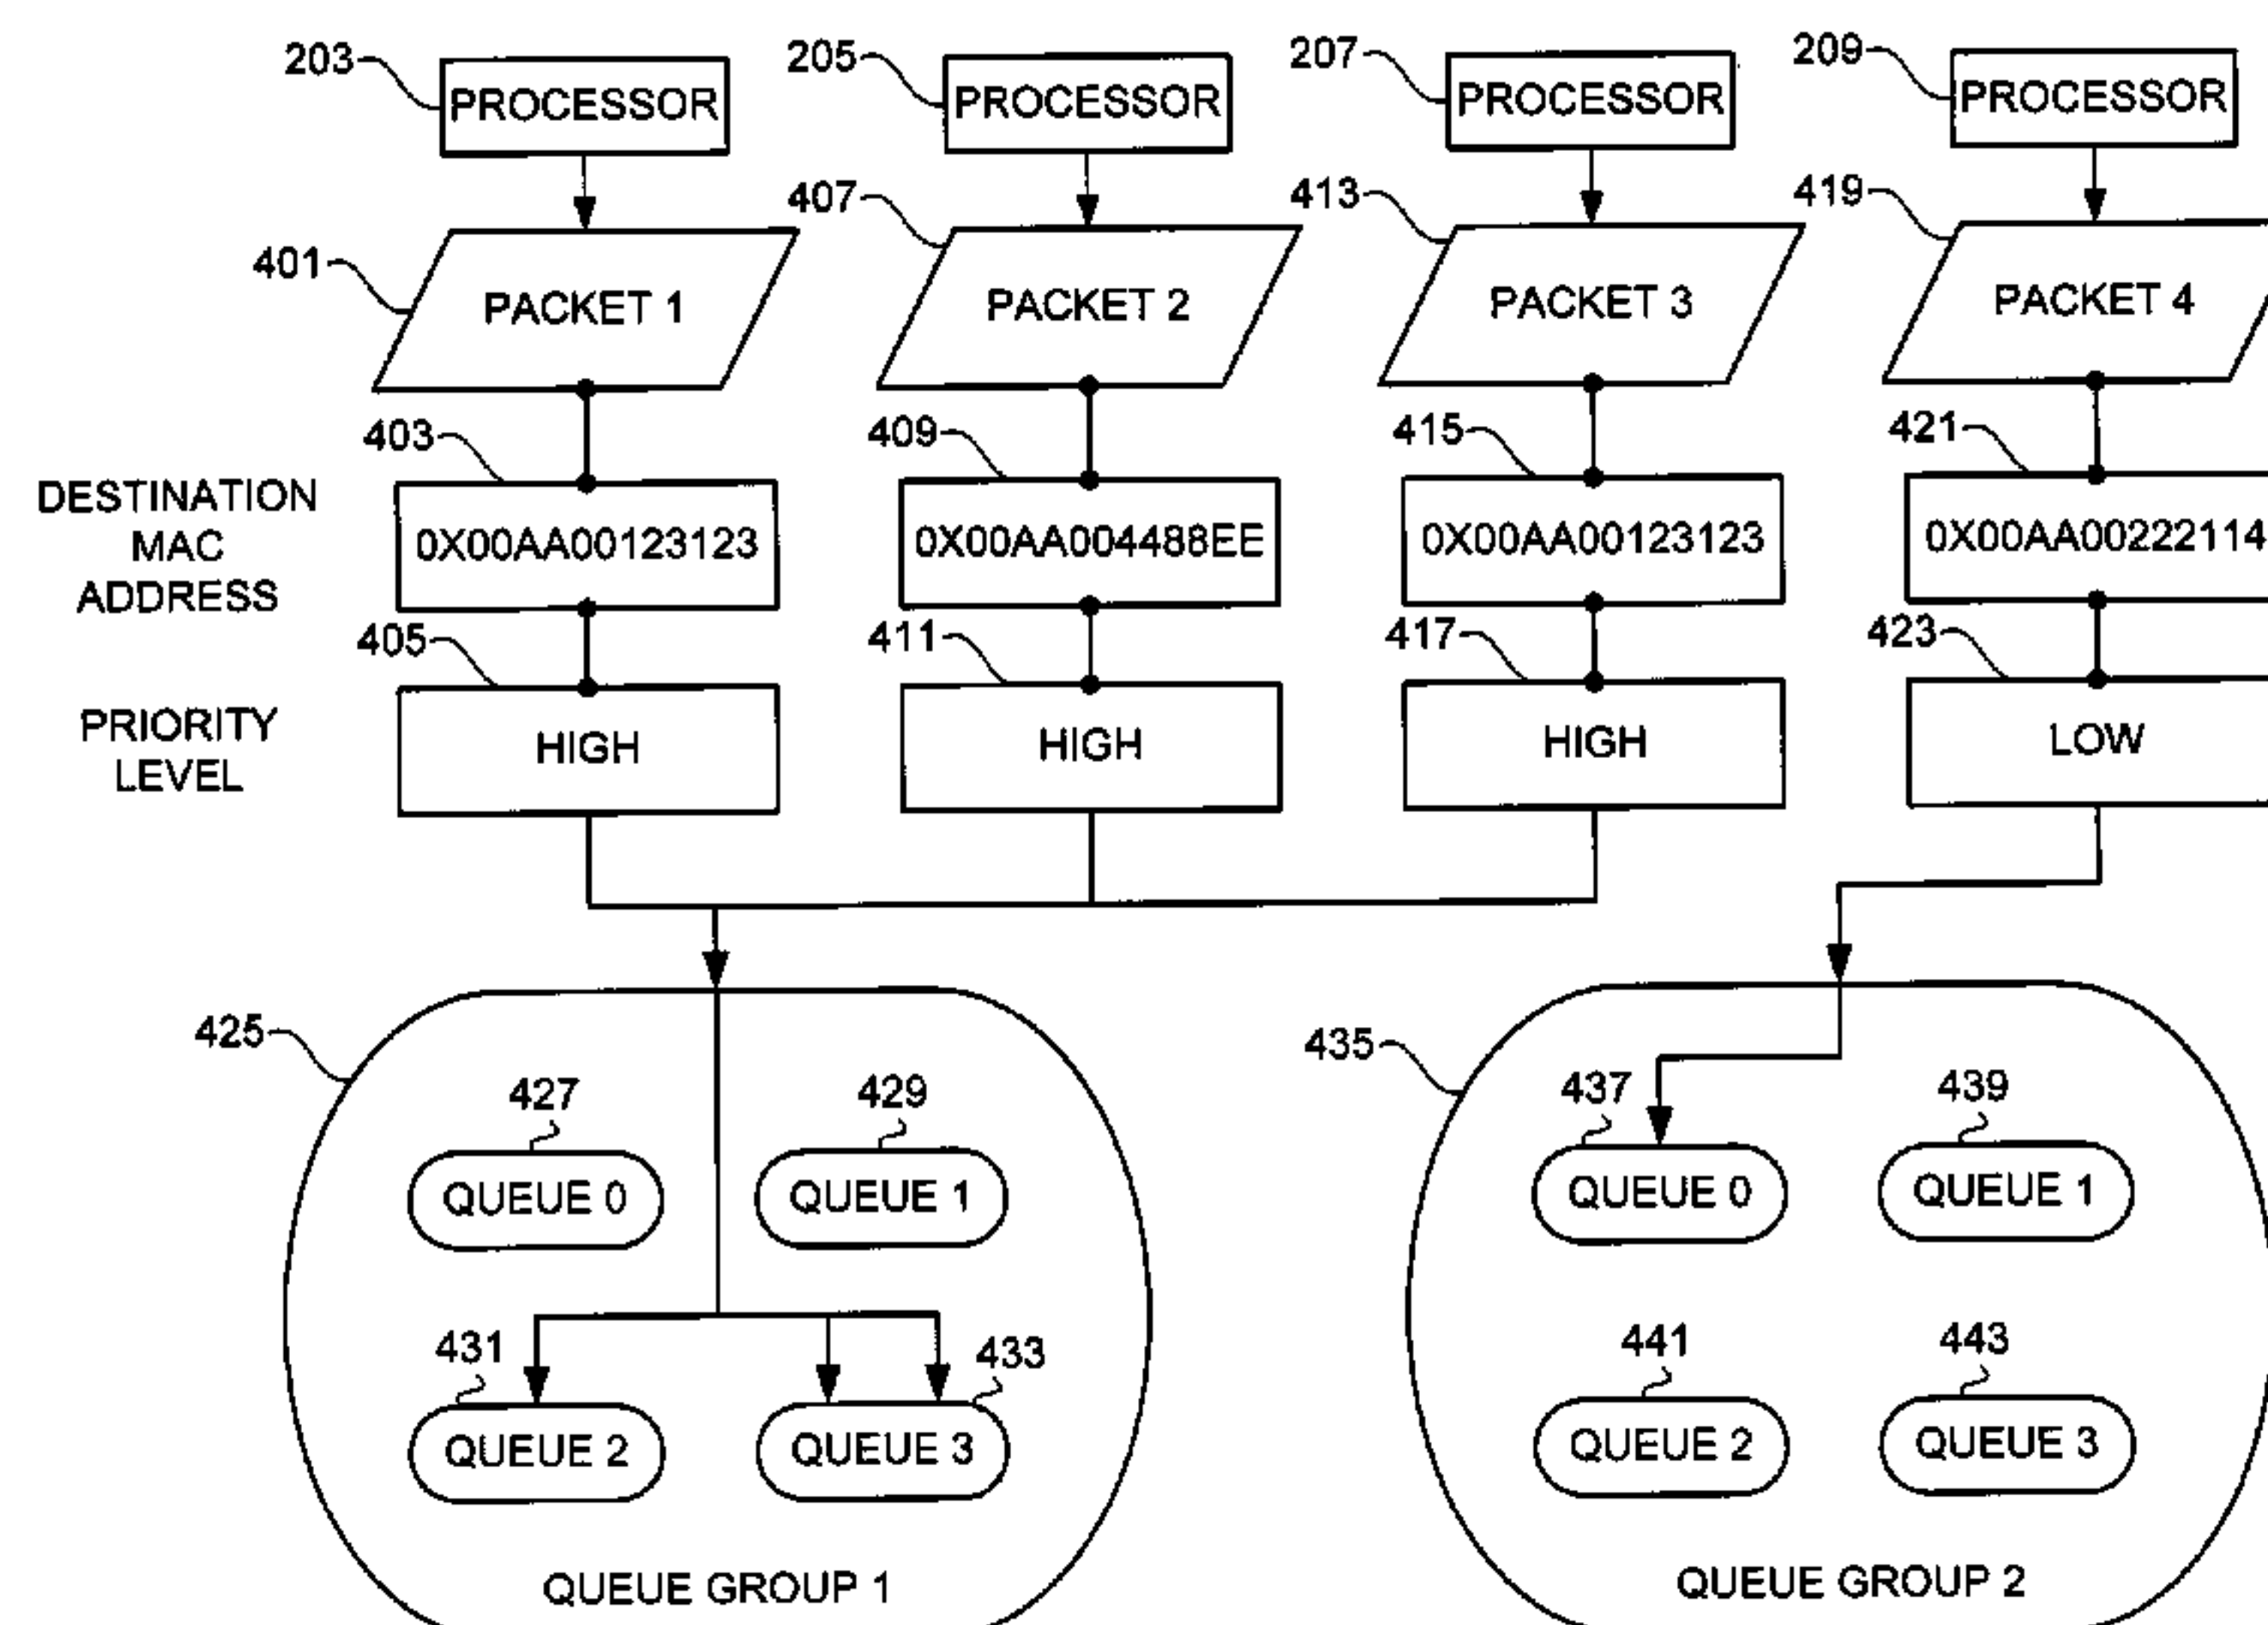 203 205 207 209
PROCESSOR PROCESSOR PROCESSOR PROCESSOR
401 407 413 419
PACKET 1 PACKET 2 PACKET 3 PACKET 4
403 409 415 421
DESTINATION
MAC
ADDRESS
0X00AA00123123 0X00AA004488EE 0X00AA00123123 0X00AA00222114
405 411 417 423
PRIORITY
LEVEL
HIGH HIGH HIGH LOW
425 435
427 429 437 439
QUEUE 0 QUEUE 1 QUEUE 0 QUEUE 1
431 433 441 443
QUEUE 2 QUEUE 3 QUEUE 2 QUEUE 3
QUEUE GROUP 1 QUEUE GROUP 2